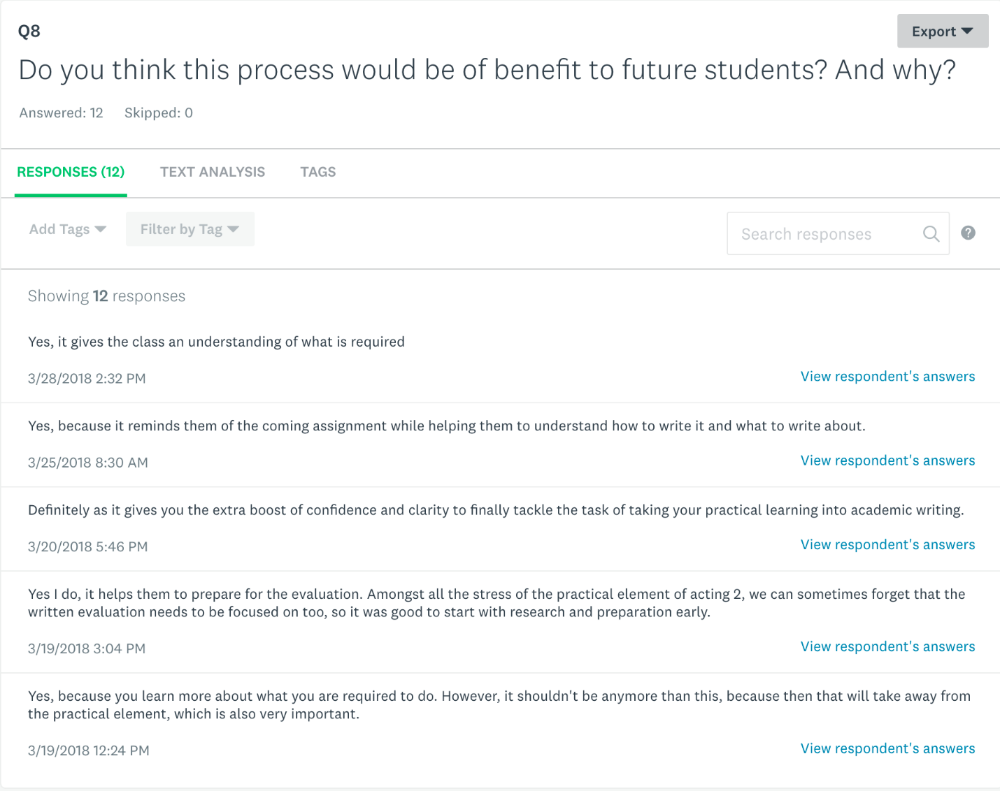 Q8
Export
Do you think this process would be of benefit to future students? And why?
Answered: 12 Skipped: 0
RESPONSES (12) TEXT ANALYSIS TAGS
Add Tags Filter by Tag Search responses ?
Showing 12 responses
Yes, it gives the class an understanding of what is required
3/28/2018 2:32 PM View respondent's answers
Yes, because it reminds them of the coming assignment while helping them to understand how to write it and what to write about.
3/25/2018 8:30 AM View respondent's answers
Definitely as it gives you the extra boost of confidence and clarity to finally tackle the task of taking your practical learning into academic writing.
3/20/2018 5:46 PM View respondent's answers
Yes I do, it helps them to prepare for the evaluation. Amongst all the stress of the practical element of acting 2, we can sometimes forget that the
written evaluation needs to be focused on too, so it was good to start with research and preparation early.
3/19/2018 3:04 PM View respondent's answers
Yes, because you learn more about what you are required to do. However, it shouldn't be anymore than this, because then that will take away from
the practical element, which is also very important.
3/19/2018 12:24 PM View respondent's answers